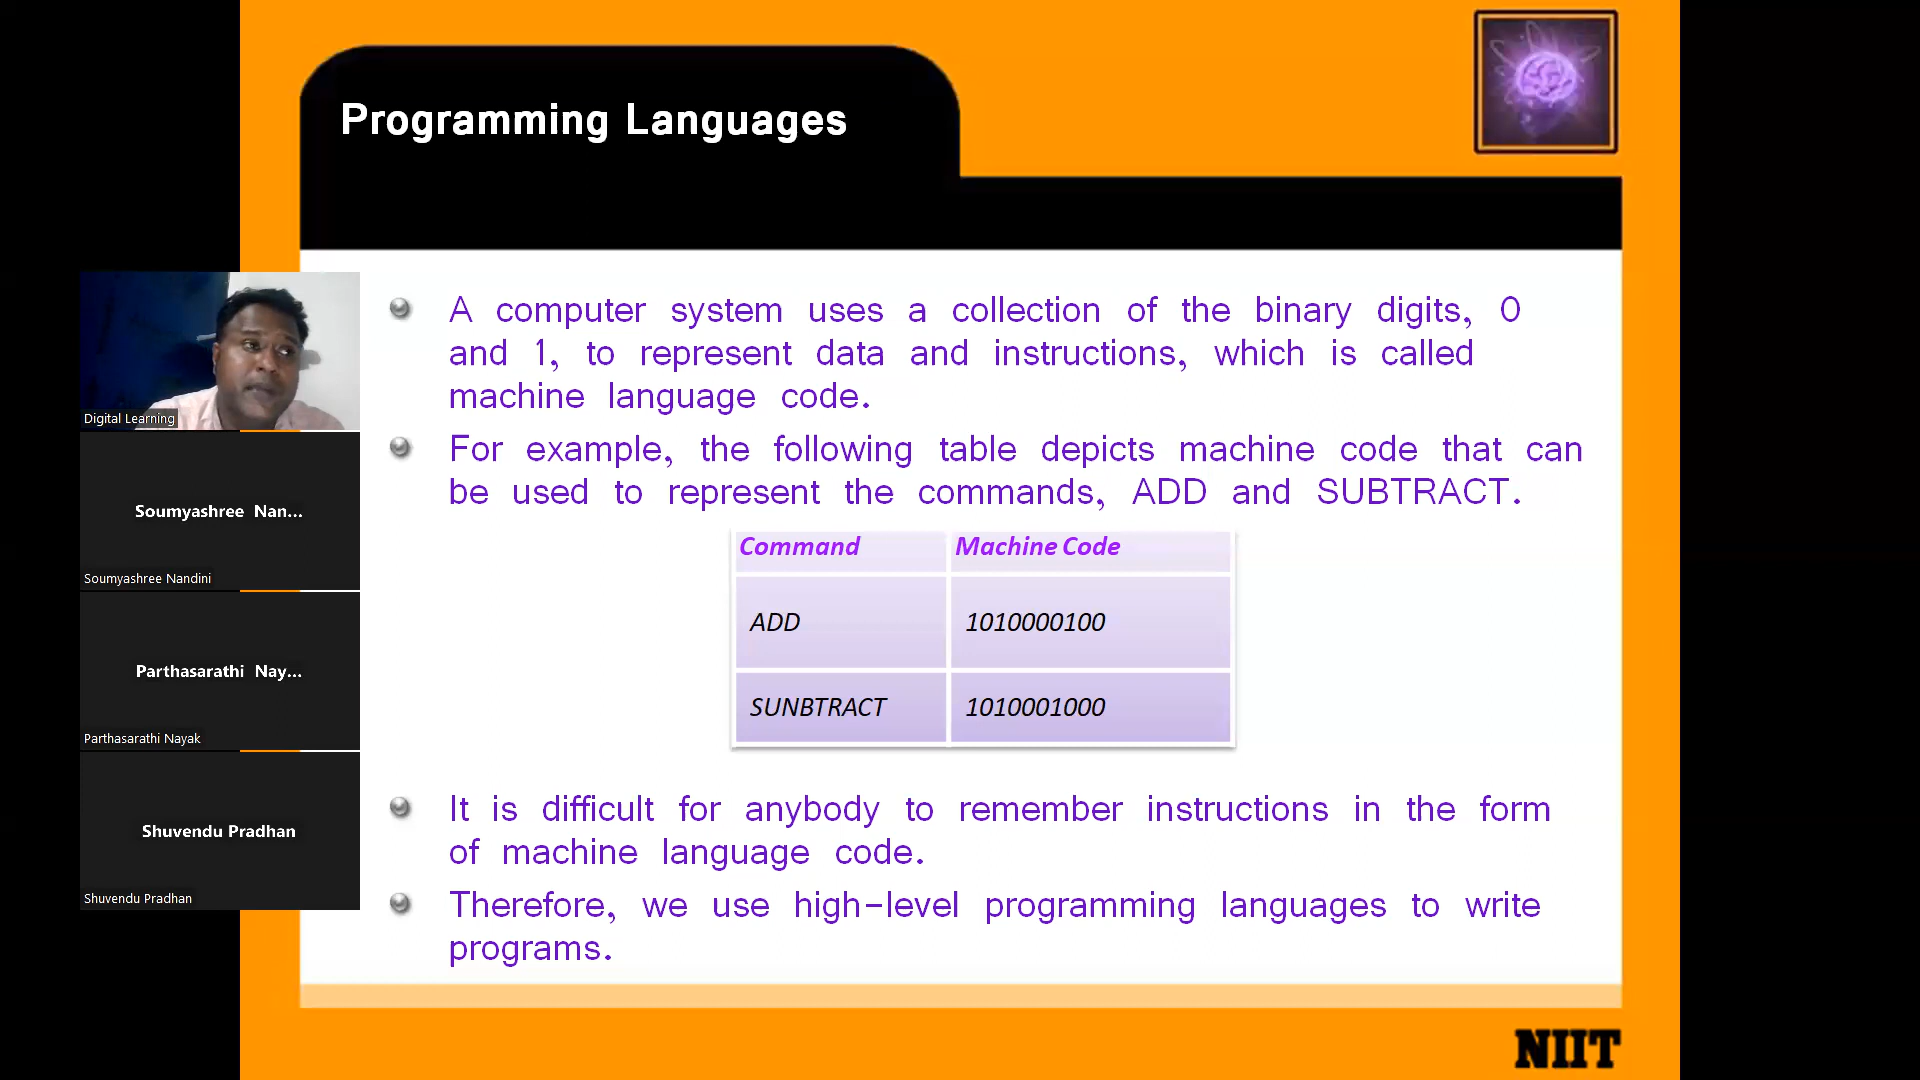 Programming Languages
A computer system uses a collection of the binary digits, 0
and 1, to represent data and instructions, which is called
machine language code.
For example, the following table depicts machine code that can
be used to represent the commands, ADD and SUBTRACT.
Command Machine Code
ADD 1010000100
SUNBTRACT 1010001000
It is difficult for anybody to remember instructions in the form
of machine language code.
Therefore, we use high-level programming languages to write
programs.
NIIT
Digital Learning
Soumyashree Nan...
Soumyashree Nandini
Parthasarathi Nay...
Parthasarathi Nayak
Shuvendu Pradhan
Shuvendu Pradhan